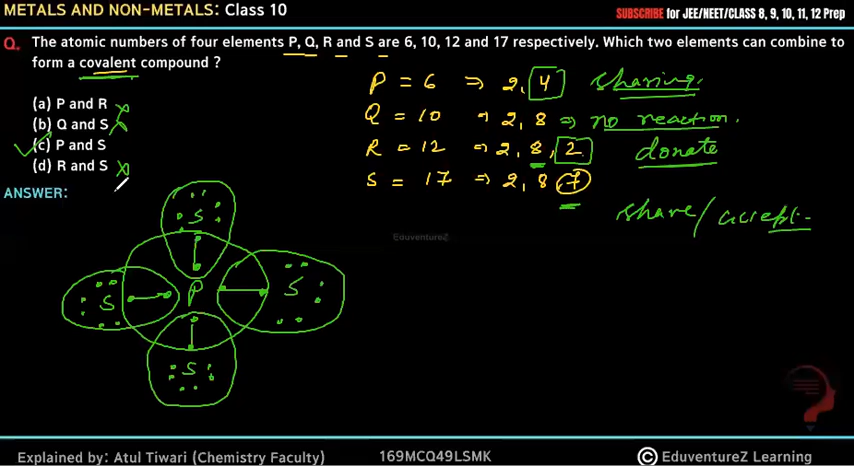 METALS AND NON-METALS: Class 10
SUBSCRIBE for JEE/NEET/CLASS 8, 9, 10, 11, 12 Prep
Q. The atomic numbers of four elements P, Q, R and S are 6, 10, 12 and 17 respectively. Which two elements can combine to
form a covalent compound ?
(a) P and R
(b) Q and S
(c) P and S
(d) R and S
ANSWER:
P = 6 ⇒ 2, 4 sharing.
Q = 10 → 2, 8 ⇒ no reaction.
R = 12 → 2, 8, 2 donate
S = 17 ⇒ 2, 8, 7
share/accept.
S
S P S
S
EduventureZ
Explained by: Atul Tiwari (Chemistry Faculty)
169MCQ49LSMK
© EduventureZ Learning